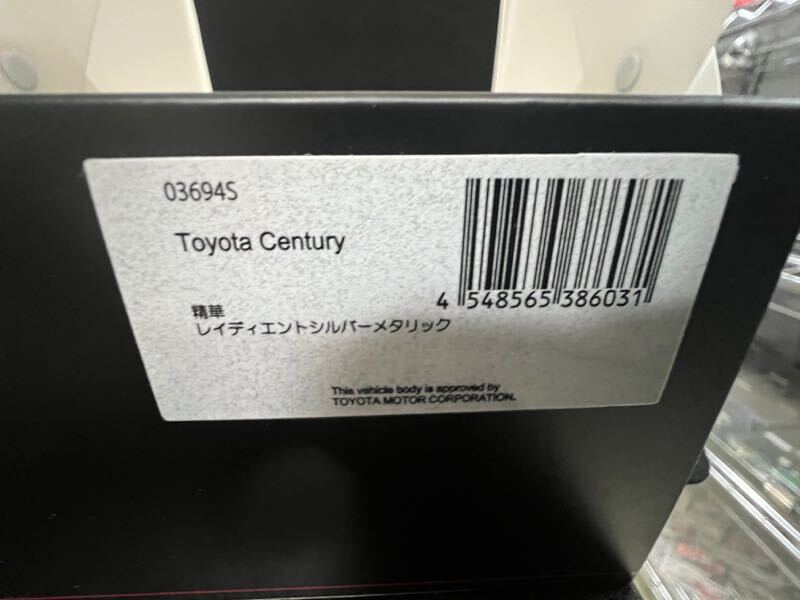 03694S
Toyota Century
4 548565 386031
精華
レイディエントシルバーメタリック
This vehicle body is approved by
TOYOTA MOTOR CORPORATION.